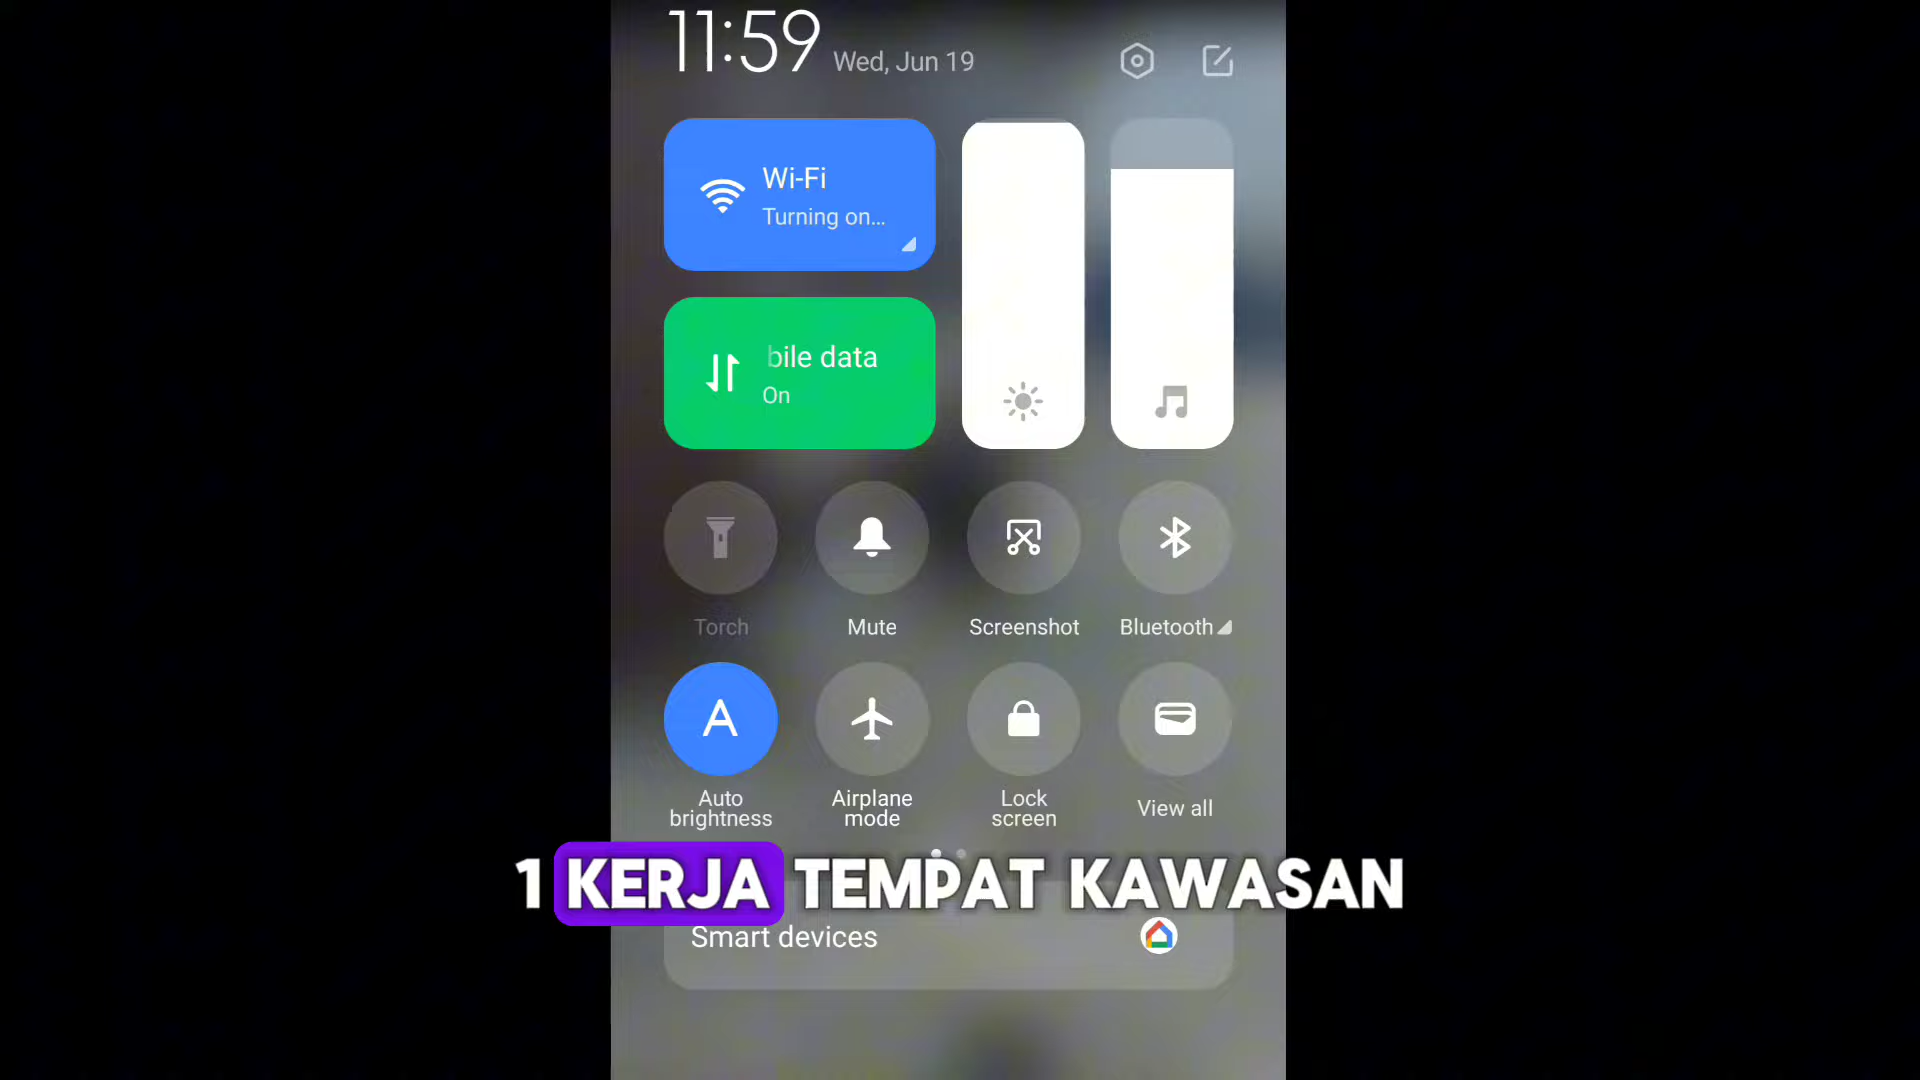 11:59 Wed, Jun 19
Wi-Fi
Turning on...
bile data
On
Torch
Mute
Screenshot
Bluetooth
A
Auto brightness
Airplane mode
Lock screen
View all
1 KERJA TEMPAT KAWASAN
Smart devices